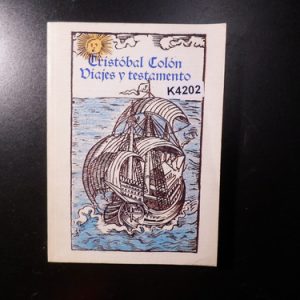 Cristóbal Colón
Viajes y testamento
K4202